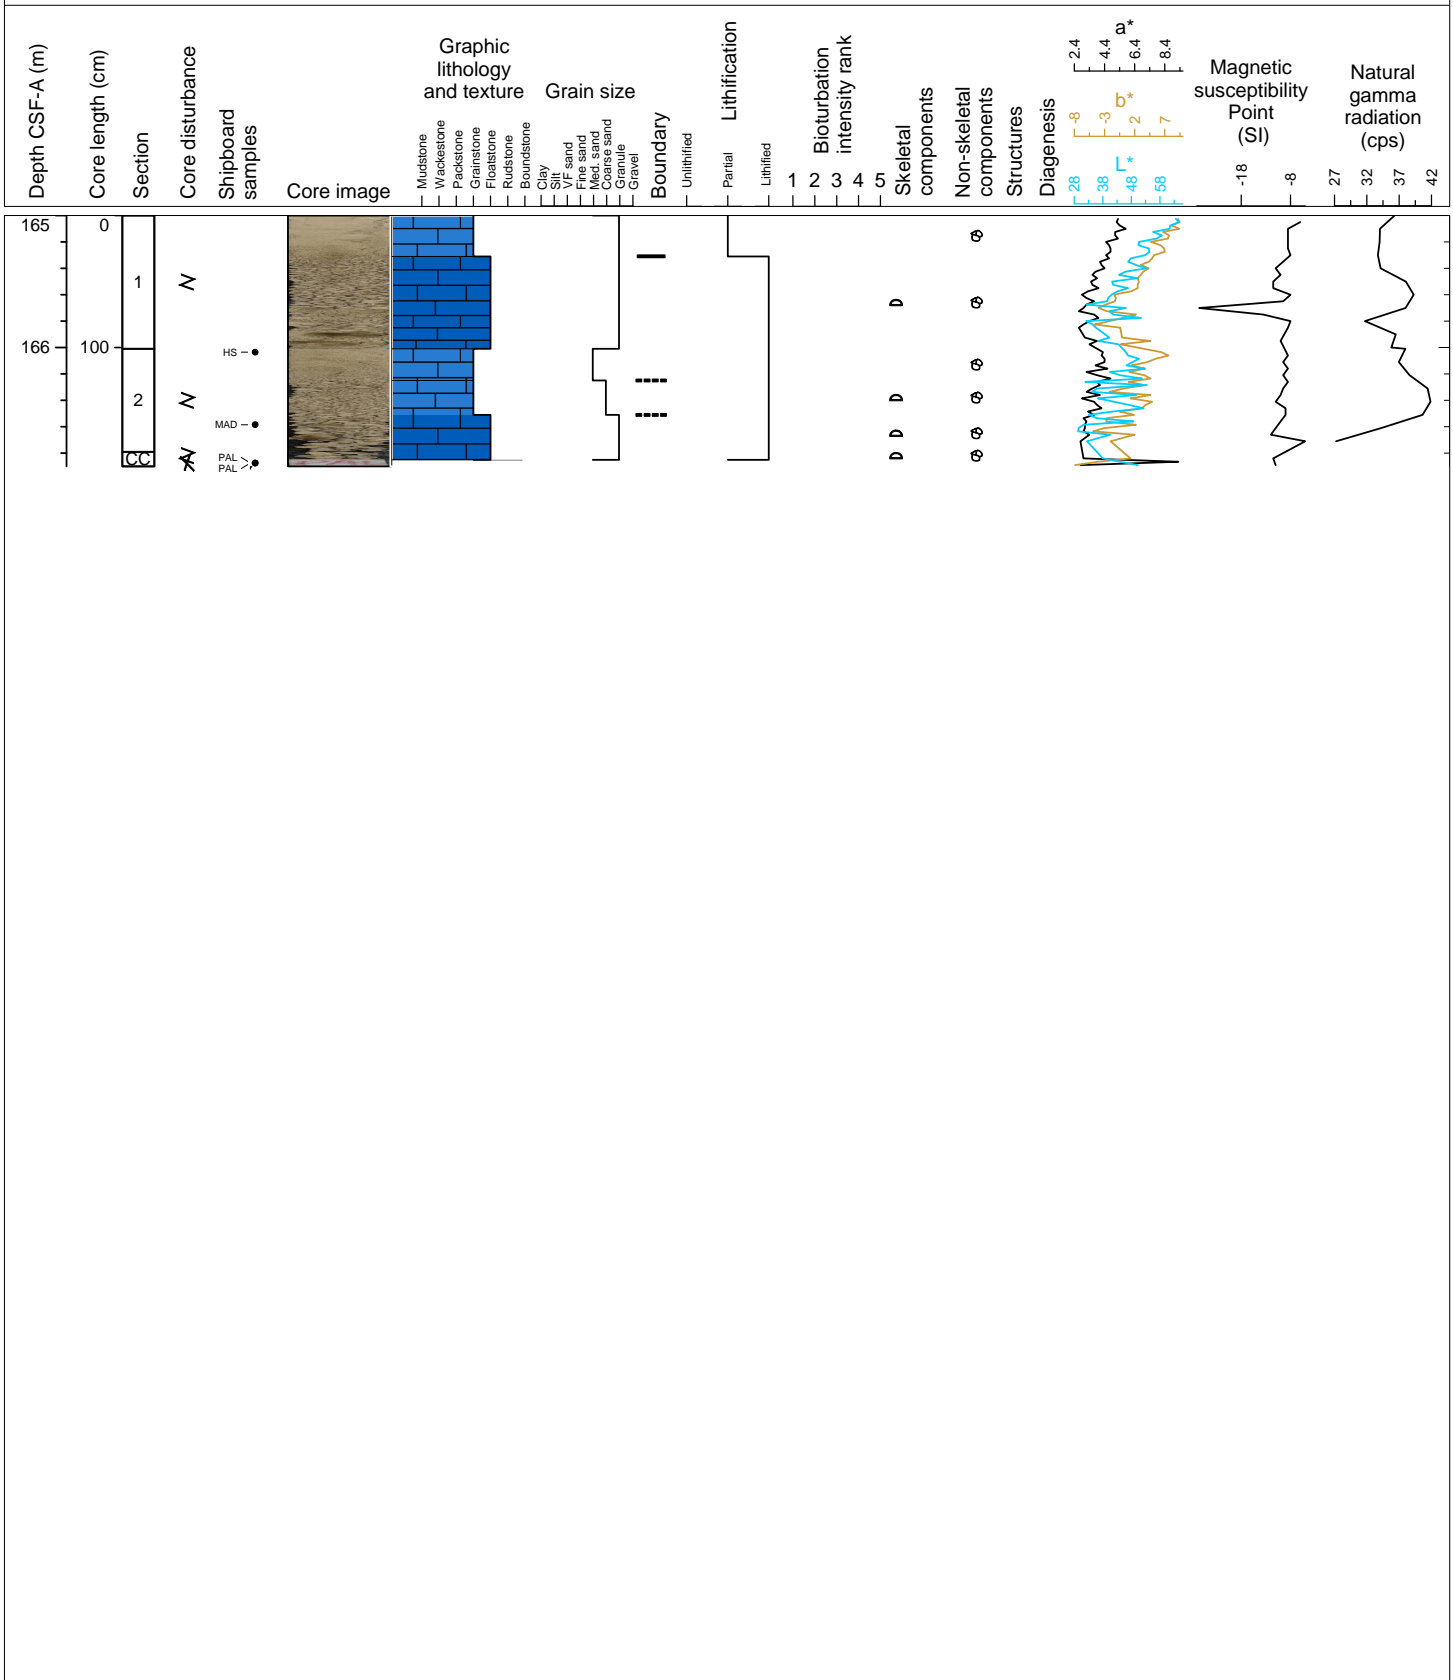 Depth CSF-A (m)
Core length (cm)
Section
Core disturbance
Shipboard
samples
Core image
Graphic
lithology
and texture
Mudstone
Wackestone
Packstone
Grainstone
Floatstone
Rudstone
Boundstone
Grain size
Clay
Silt
VF sand
Fine sand
Med. sand
Coarse sand
Granule
Gravel
Boundary
Lithification
Unlithified
Partial
Lithified
Bioturbation
intensity rank
1 2 3 4 5
Skeletal
components
Non-skeletal
components
Structures
Diagenesis
a*
2.4 4.4 6.4 8.4
b*
-8 -3 2 7
L*
28 38 48 58
Magnetic
susceptibility
Point
(SI)
-18 -8
Natural
gamma
radiation
(cps)
27 32 37 42
165 0
1
166 100
HS
2
MAD
CC
PAL
PAL